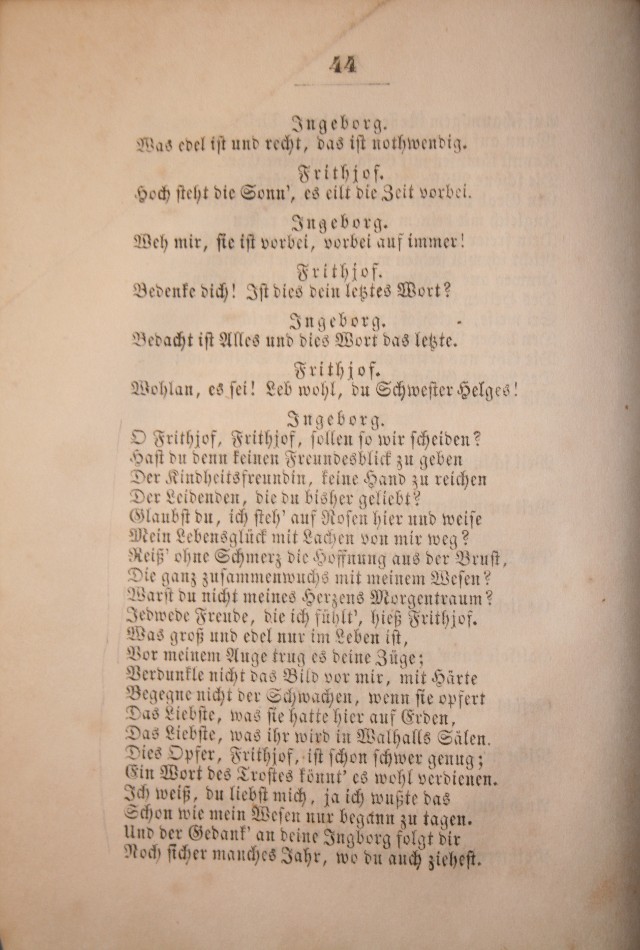 44
Ingeborg.
Was edel ist und recht, das ist nothwendig.
Frithjof.
Hoch steht die Sonn', es eilt die Zeit vorbei.
Ingeborg.
Weh mir, sie ist vorbei, vorbei auf immer!
Frithjof.
Bedenke dich! Ist dies dein letztes Wort?
Ingeborg.
Bedacht ist Alles und dies Wort das letzte.
Frithjof.
Wohlan, es sei! Leb wohl, du Schwester Helges!
Ingeborg.
O Frithjof, Frithjof, sollen so wir scheiden?
Hast du denn keinen Freundesblick zu geben
Der Kindheitsfreundin, keine Hand zu reichen
Der Leidenden, die du bisher geliebt?
Glaubst du, ich steh' auf Rosen hier und weise
Mein Lebensglück mit Lachen von mir weg?
Reiß' ohne Schmerz die Hoffnung aus der Brust,
Die ganz zusammenwuchs mit meinem Wesen?
Warst du nicht meines Herzens Morgentraum?
Jedwede Freude, die ich fühlt', hieß Frithjof.
Was groß und edel nur im Leben ist,
Vor meinem Auge trug es deine Züge;
Verdunkle nicht das Bild vor mir, mit Härte
Begegne nicht der Schwachen, wenn sie opfert
Das Liebste, was sie hatte hier auf Erden,
Das Liebste, was ihr wird in Walhalls Sälen.
Dies Opfer, Frithjof, ist schon schwer genug;
Ein Wort des Trostes könnt' es wohl verdienen.
Ich weiß, du liebst mich, ja ich wußte das
Schon wie mein Wesen nur begann zu tagen.
Und der Gedank' an deine Ingborg folgt dir
Noch sicher manches Jahr, wo du auch ziehest.